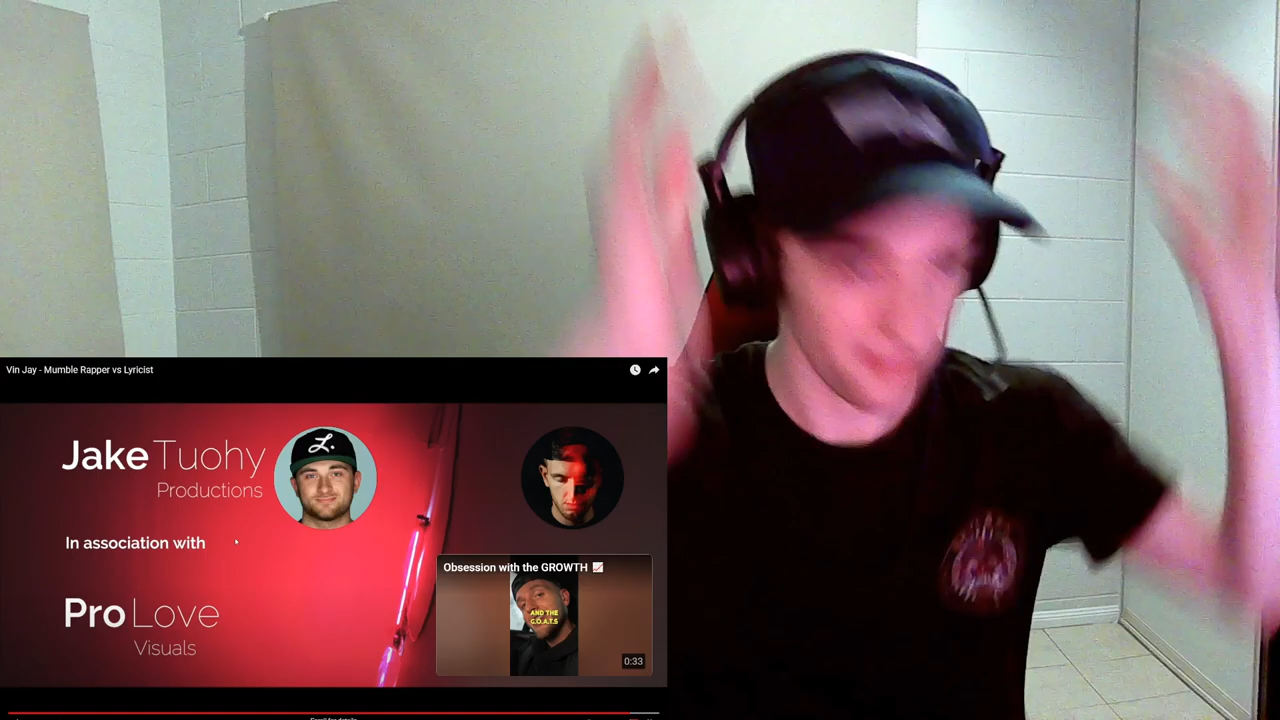 Vin Jay - Mumble Rapper vs Lyricist
Jake Tuohy
Productions
In association with
Pro Love
Visuals
L.
Obsession with the GROWTH
AND THE
G.O.A.T.S
0:33